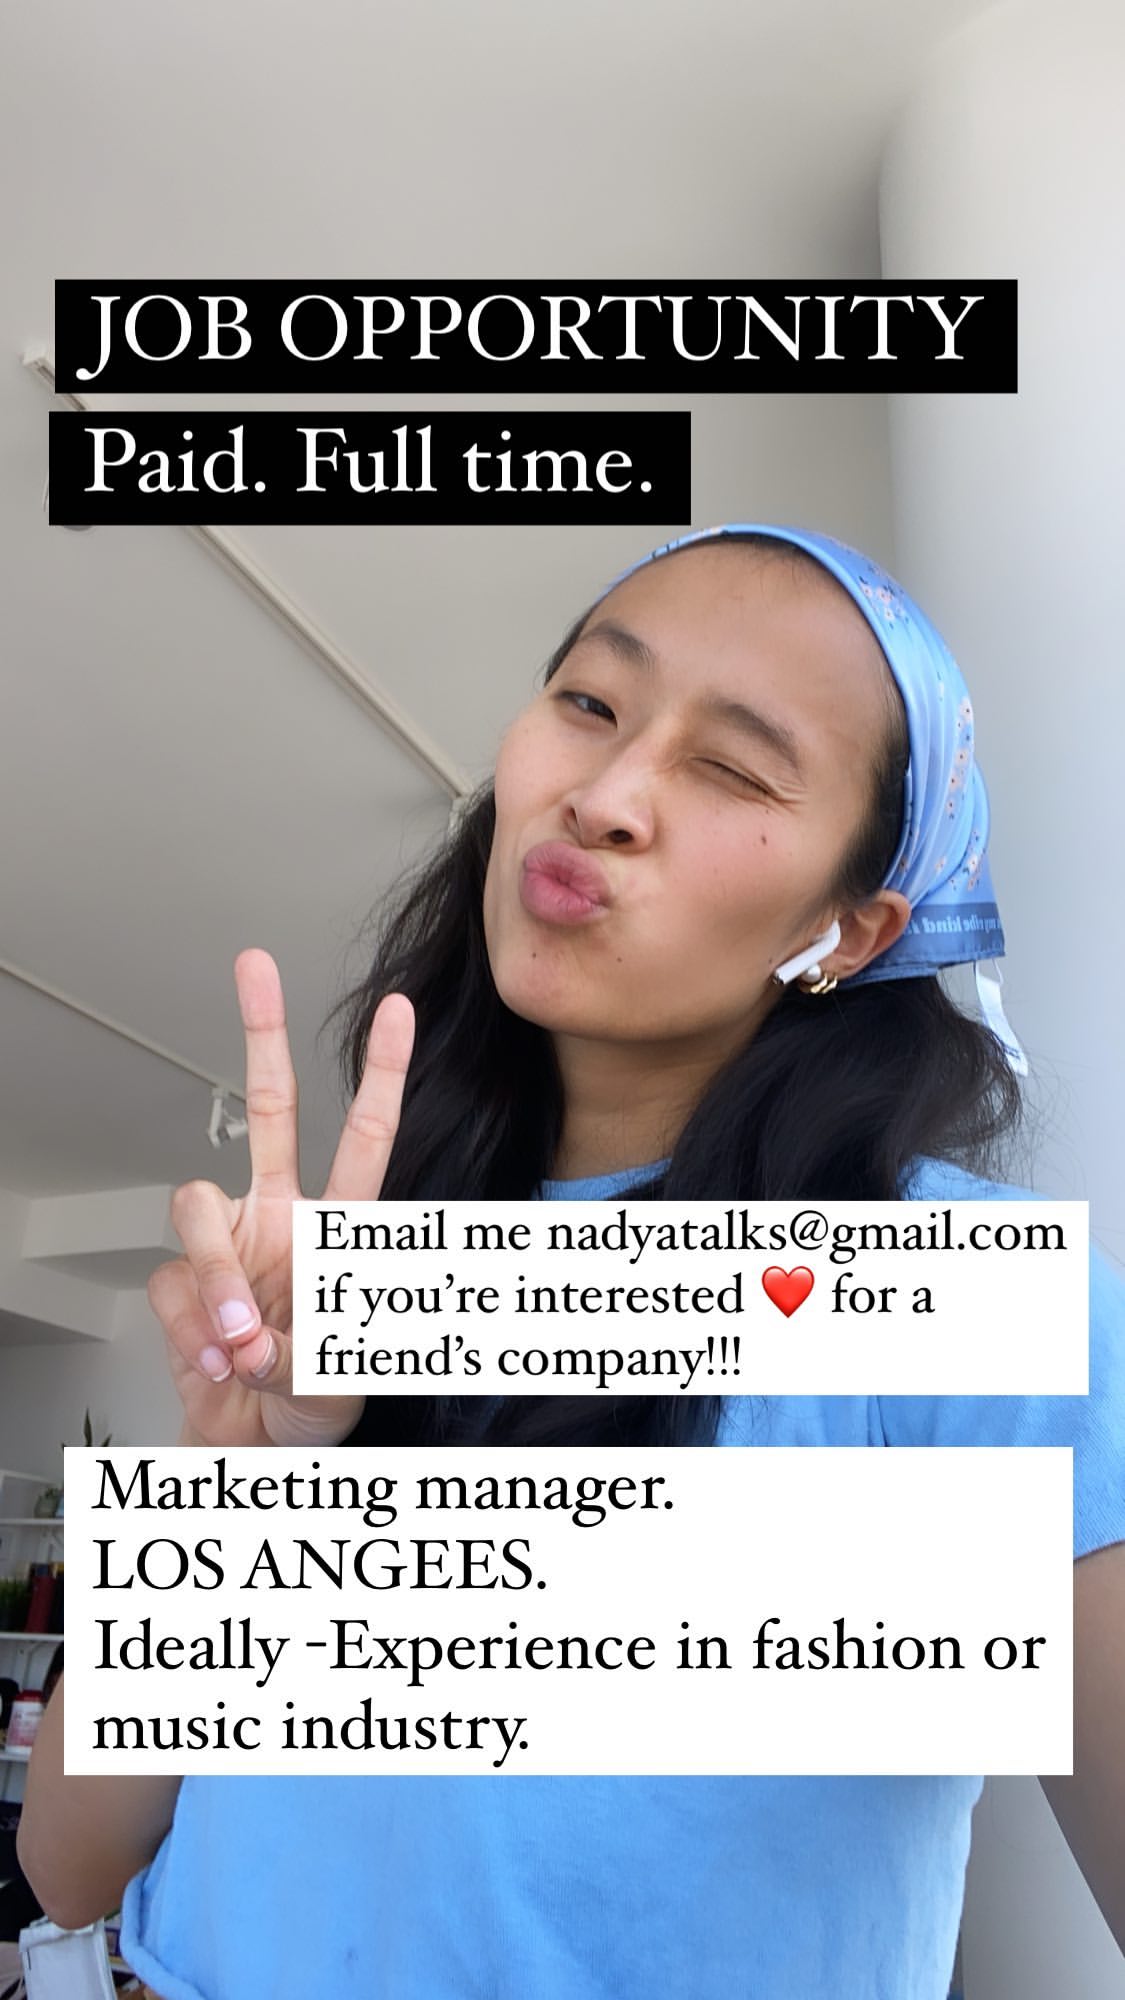 JOB OPPORTUNITY
Paid. Full time.
Email me nadyatalks@gmail.com
if you’re interested ❤️ for a
friend’s company!!!
Marketing manager.
LOS ANGEES.
Ideally -Experience in fashion or
music industry.